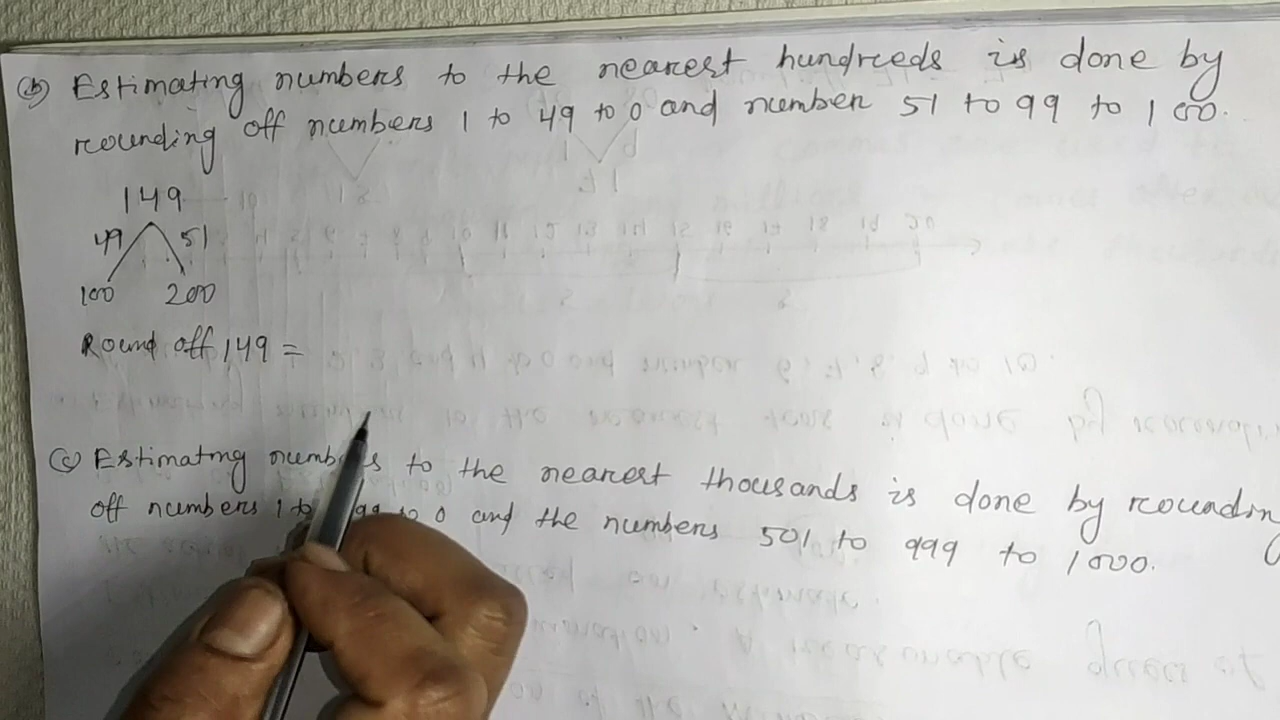 (b) Estimating numbers to the nearest hundreds is done by
rounding off numbers 1 to 49 to 0 and number 51 to 99 to 100.
149
49 51
100 200
Round off 149 =
(c) Estimating numbers to the nearest thousands is done by rounding
off numbers 1 to 99 to 0 and the numbers 501 to 999 to 1000.